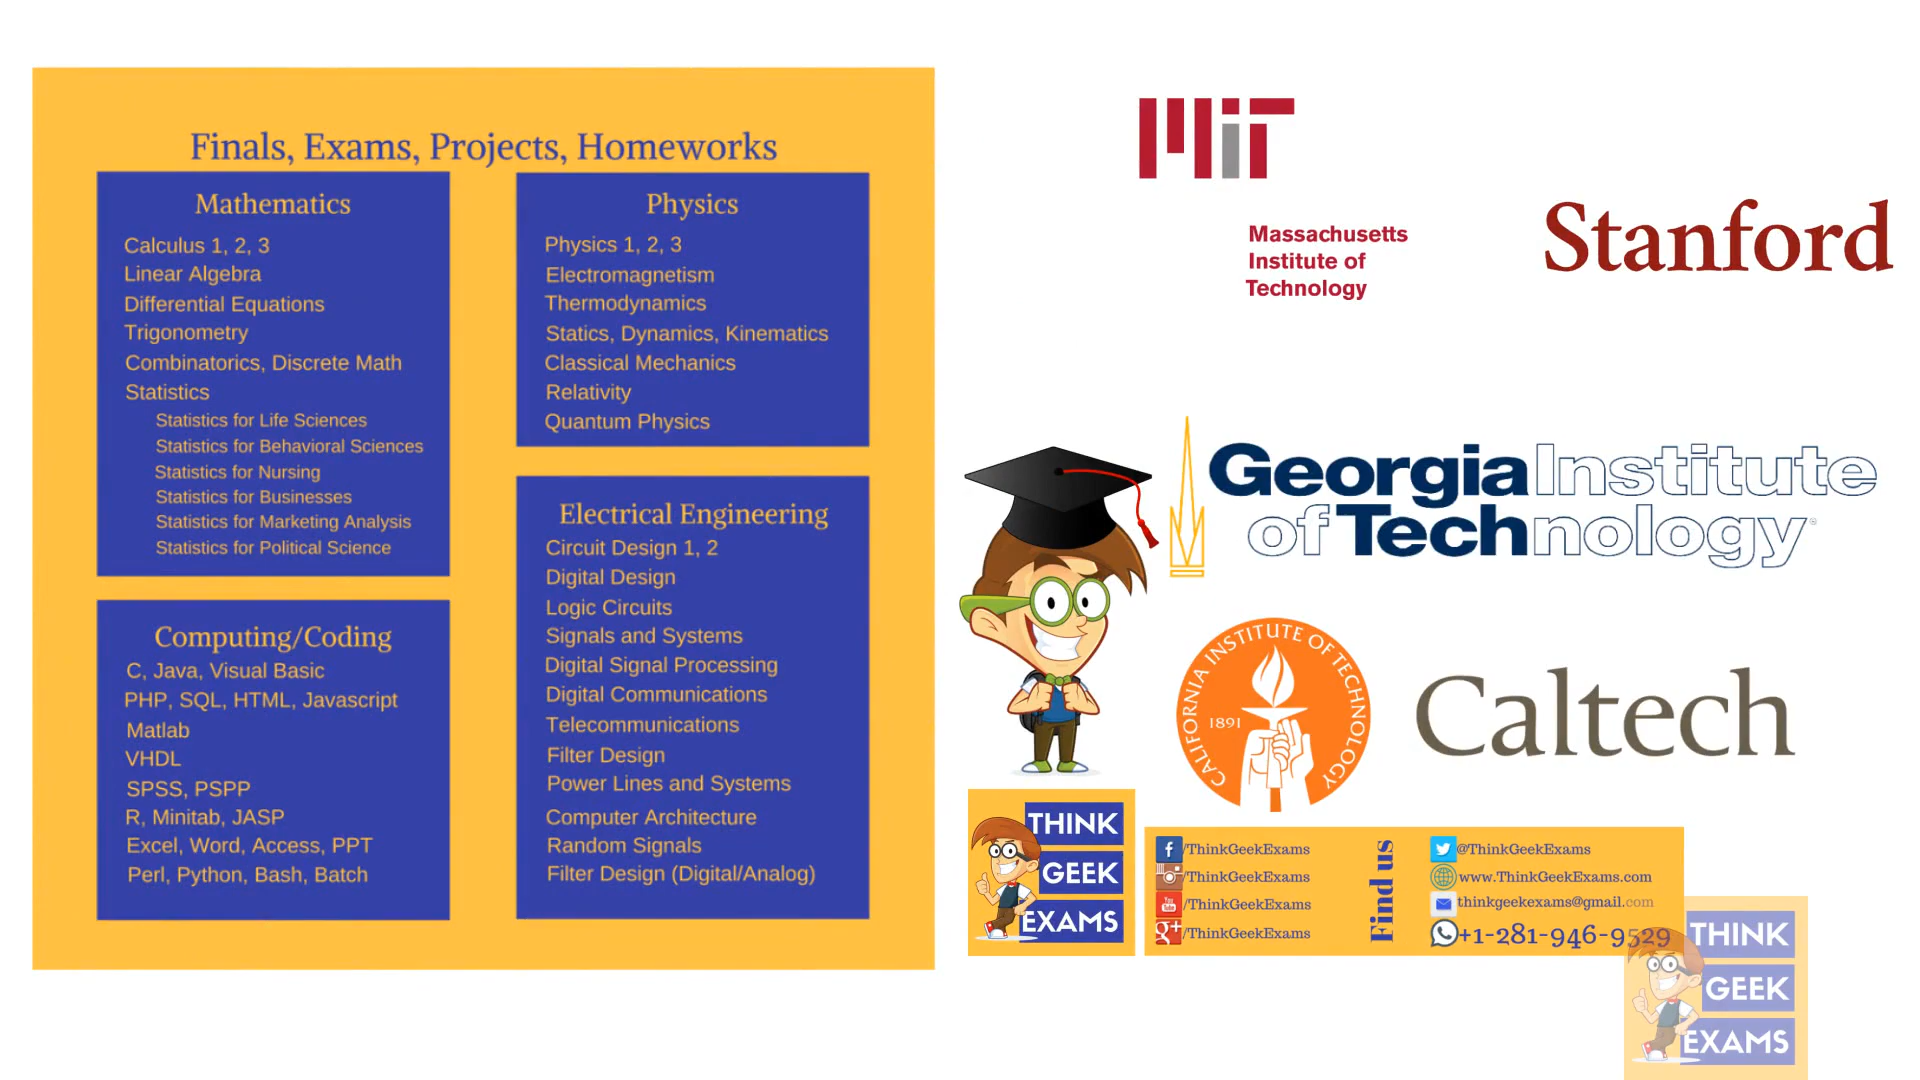 Finals, Exams, Projects, Homeworks
Mathematics
Calculus 1, 2, 3
Linear Algebra
Differential Equations
Trigonometry
Combinatorics, Discrete Math
Statistics
Statistics for Life Sciences
Statistics for Behavioral Sciences
Statistics for Nursing
Statistics for Businesses
Statistics for Marketing Analysis
Statistics for Political Science
Computing/Coding
C, Java, Visual Basic
PHP, SQL, HTML, Javascript
Matlab
VHDL
SPSS, PSPP
R, Minitab, JASP
Excel, Word, Access, PPT
Perl, Python, Bash, Batch
Physics
Physics 1, 2, 3
Electromagnetism
Thermodynamics
Statics, Dynamics, Kinematics
Classical Mechanics
Relativity
Quantum Physics
Electrical Engineering
Circuit Design 1, 2
Digital Design
Logic Circuits
Signals and Systems
Digital Signal Processing
Digital Communications
Telecommunications
Filter Design
Power Lines and Systems
Computer Architecture
Random Signals
Filter Design (Digital/Analog)
MIT
Massachusetts
Institute of
Technology
Stanford
Georgia Institute
of Technology
CALIFORNIA INSTITUTE OF TECHNOLOGY
1891
Caltech
THINK
GEEK
EXAMS
/ThinkGeekExams
/ThinkGeekExams
You Tube /ThinkGeekExams
g+ /ThinkGeekExams
Find us
@ThinkGeekExams
www.ThinkGeekExams.com
thinkgeekexams@gmail.com
+1-281-946-9529
THINK
GEEK
EXAMS